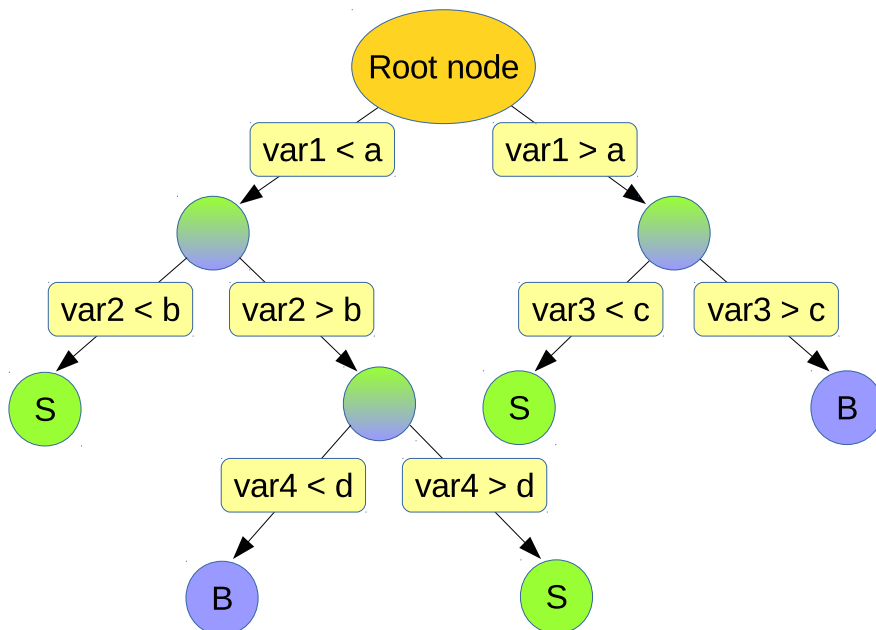 Root node
var1 < a
var1 > a
var2 < b
var2 > b
var3 < c
var3 > c
S
S
B
var4 < d
var4 > d
B
S